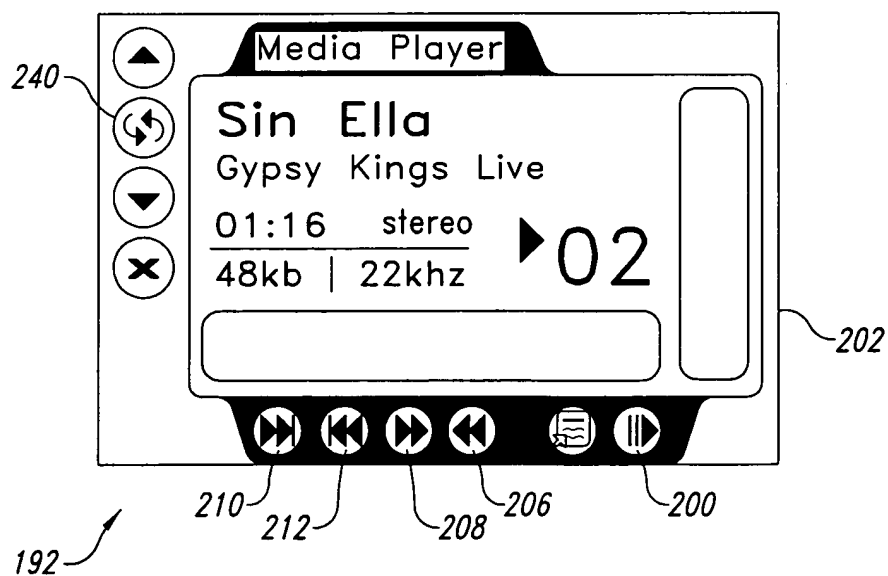 Media Player
240
Sin Ella
Gypsy Kings Live
01:16 stereo
48kb | 22khz
02
202
210
212
208
206
200
192